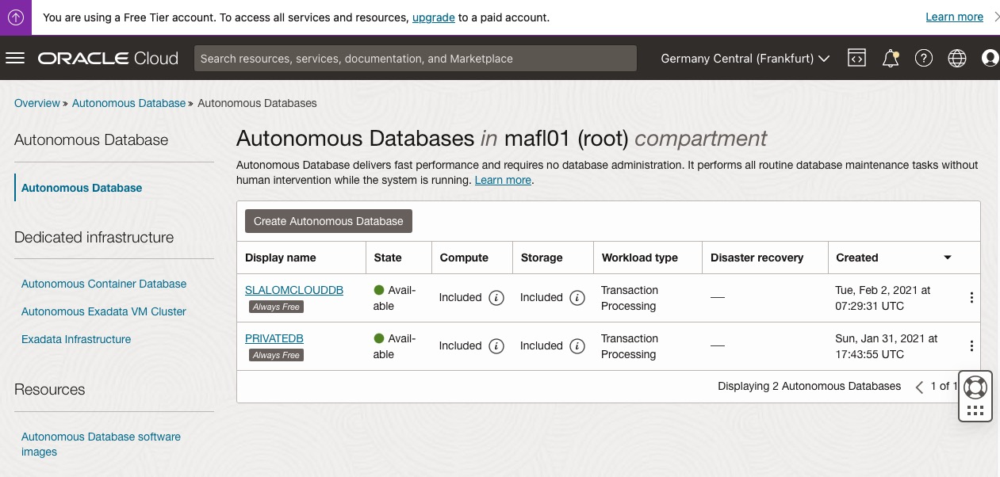 You are using a Free Tier account. To access all services and resources, upgrade to a paid account.
Learn more
ORACLE Cloud
Search resources, services, documentation, and Marketplace
Germany Central (Frankfurt)
Overview » Autonomous Database » Autonomous Databases
Autonomous Database
Autonomous Database
Dedicated infrastructure
Autonomous Container Database
Autonomous Exadata VM Cluster
Exadata Infrastructure
Resources
Autonomous Database software
images
Autonomous Databases in mafl01 (root) compartment
Autonomous Database delivers fast performance and requires no database administration. It performs all routine database maintenance tasks without
human intervention while the system is running. Learn more.
Create Autonomous Database
Display name State Compute Storage Workload type Disaster recovery Created
SLALOMCLOUDDB Avail- Included Included Transaction — Tue, Feb 2, 2021 at
Always Free able Processing 07:29:31 UTC
PRIVATEDB Avail- Included Included Transaction — Sun, Jan 31, 2021 at
Always Free able Processing 17:43:55 UTC
Displaying 2 Autonomous Databases 1 of 1